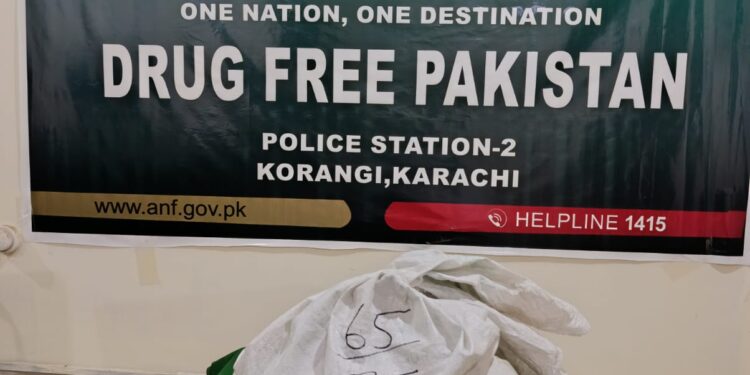 ONE NATION, ONE DESTINATION
DRUG FREE PAKISTAN
POLICE STATION-2
KORANGI,KARACHI
www.anf.gov.pk
HELPLINE 1415
65